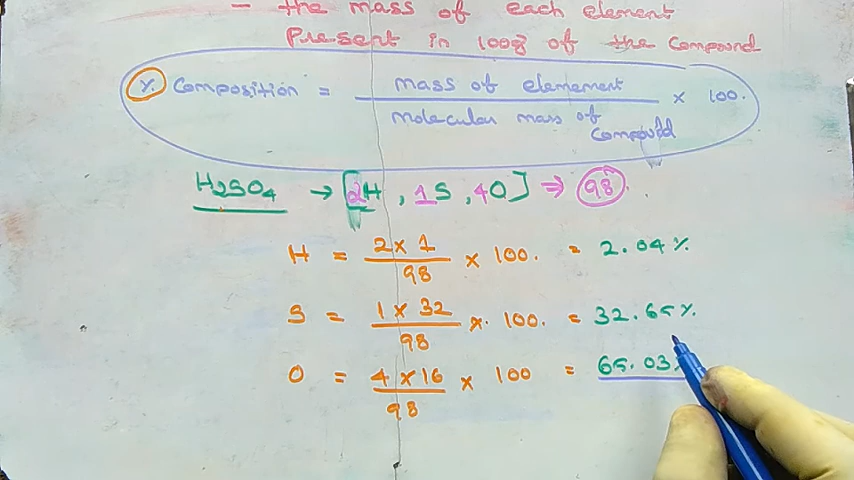 - the mass of each element
Present in 100g of the Compound
% Composition = mass of elemement / molecular mass of compound × 100.
H2SO4 → [2H, 1S, 4O] ⇒ 98.
H = 2 × 1 / 98 × 100. = 2.04%
S = 1 × 32 / 98 × 100. = 32.65%.
O = 4 × 16 / 98 × 100 = 65.03%